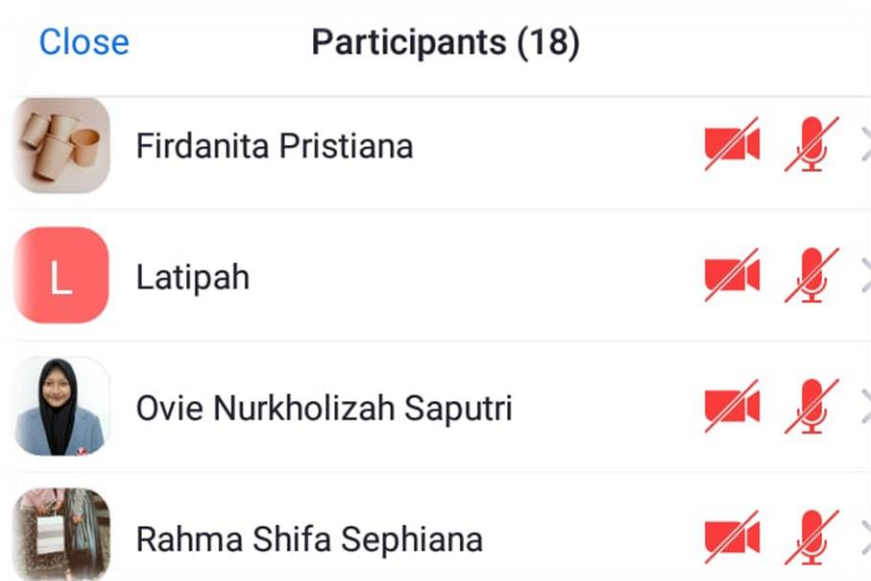 Close Participants (18)
Firdanita Pristiana
L Latipah
Ovie Nurkholizah Saputri
Rahma Shifa Sephiana